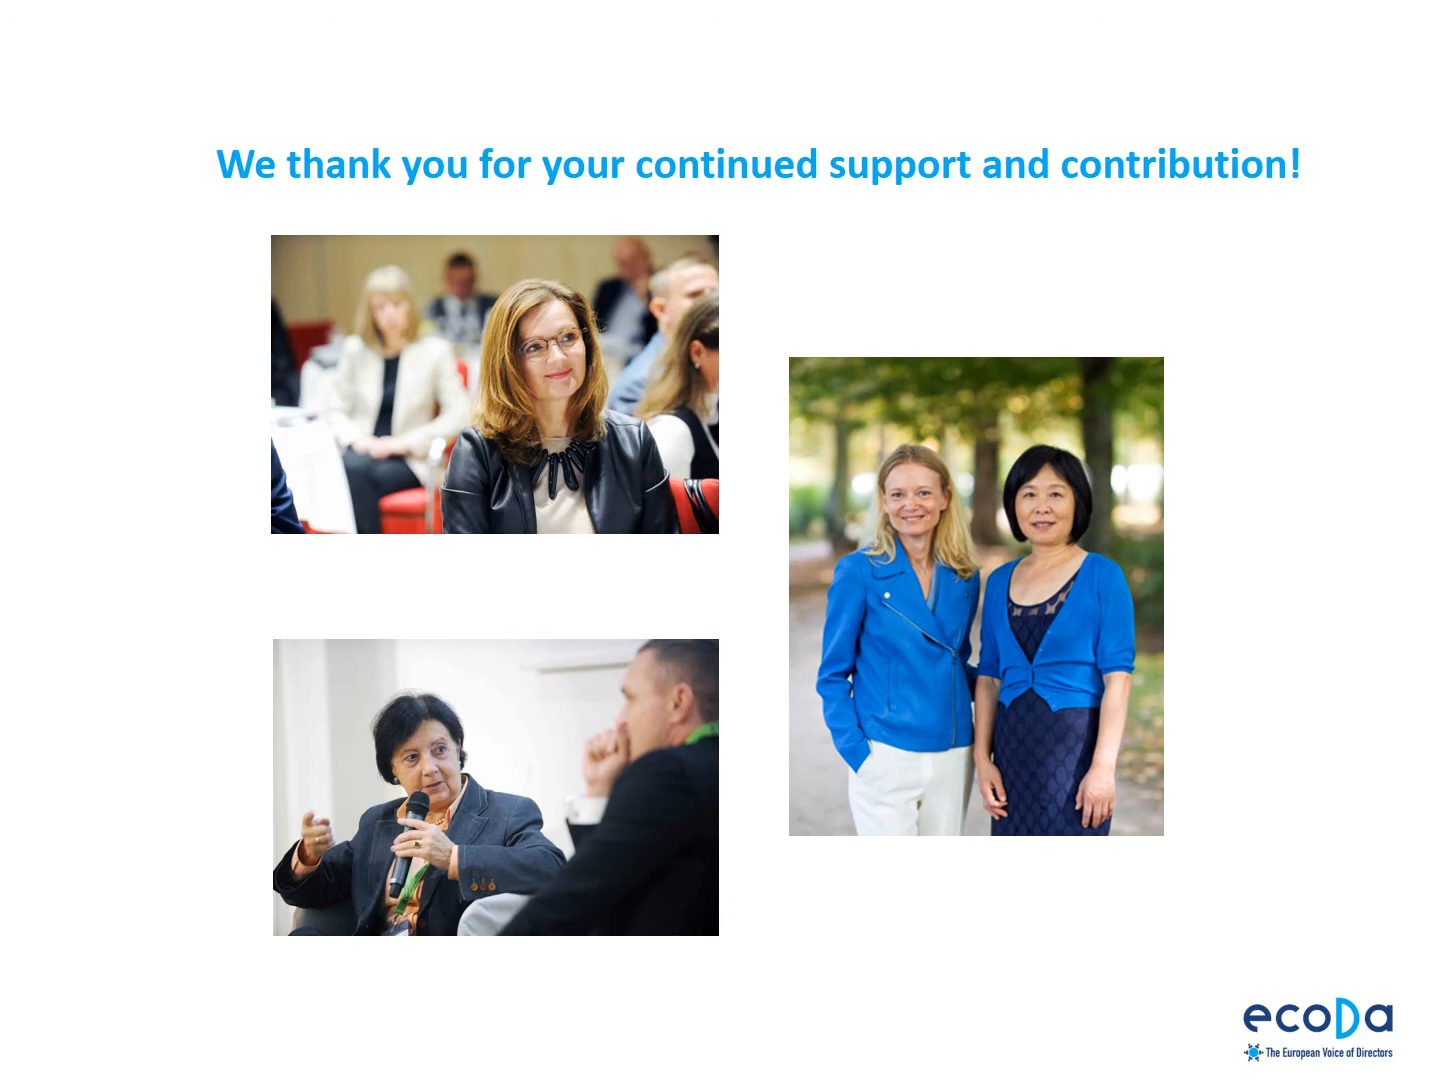 We thank you for your continued support and contribution!
ecoDa
The European Voice of Directors